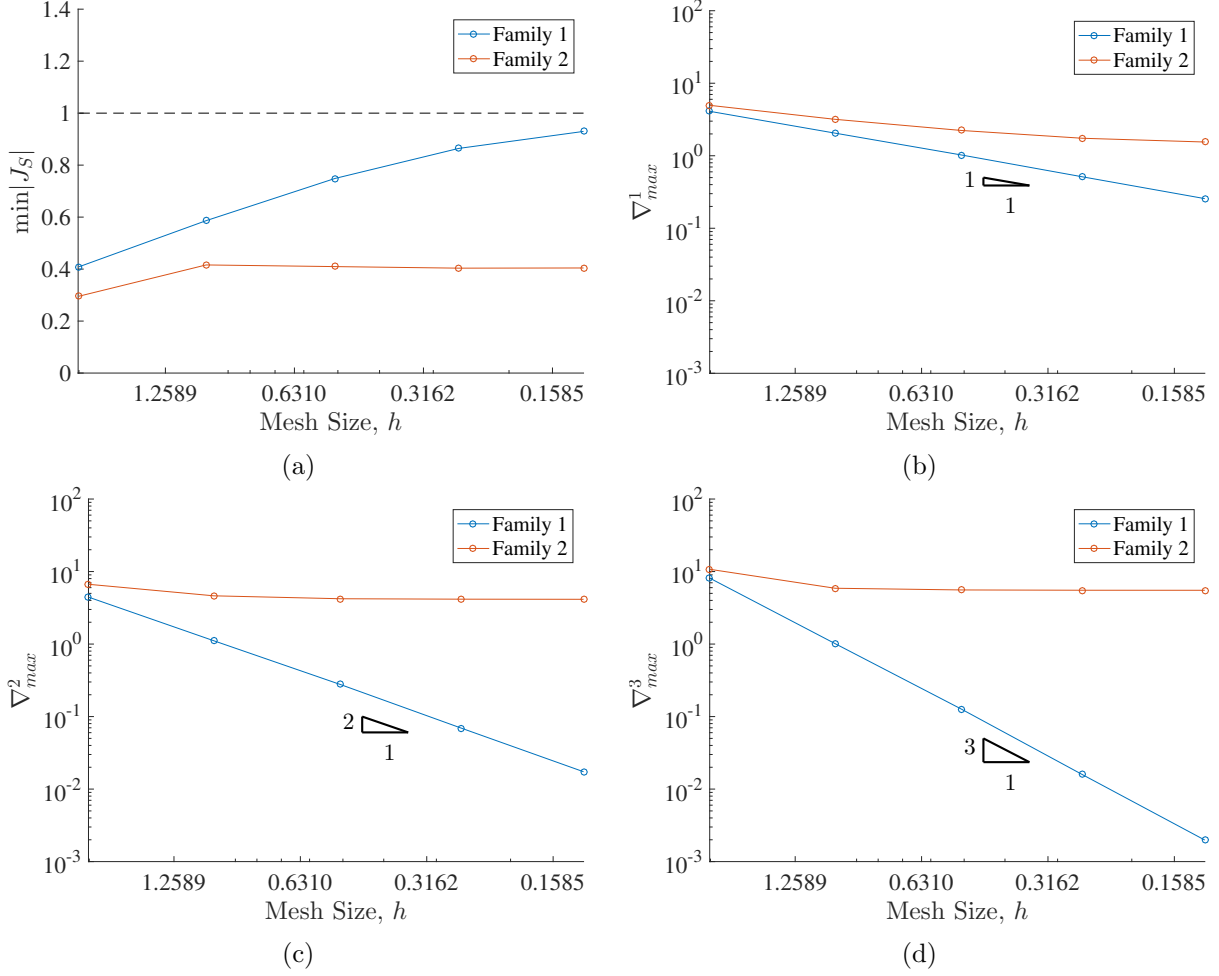 1.4
1.2
1
0.8
0.6
0.4
0.2
0
min|J_S|
Family 1
Family 2
1.2589 0.6310 0.3162 0.1585
Mesh Size, h
(a)
10^2
10^1
10^0
10^-1
10^-2
10^-3
∇^1_max
Family 1
Family 2
1
1
1.2589 0.6310 0.3162 0.1585
Mesh Size, h
(b)
10^2
10^1
10^0
10^-1
10^-2
10^-3
∇^2_max
Family 1
Family 2
2
1
1.2589 0.6310 0.3162 0.1585
Mesh Size, h
(c)
10^2
10^1
10^0
10^-1
10^-2
10^-3
∇^3_max
Family 1
Family 2
3
1
1.2589 0.6310 0.3162 0.1585
Mesh Size, h
(d)